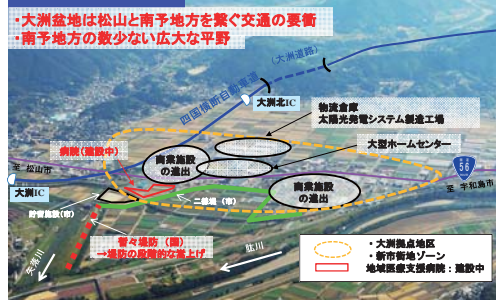 ・大洲盆地は松山と南予地方を繋ぐ交通の要衝
・南予地方の数少ない広大な平野
(大洲道路)
四国横断自動車道
大洲北IC
物流倉庫
太陽光発電システム製造工場
病院(建設中)
商業施設
の進出
大型ホームセンター
至 松山市
56
至 宇和島市
大洲IC
商業施設
の進出
貯留施設(市)
二線堤 (市)
菅々堤防 (国)
→堤防の段階的な嵩上げ
矢落川
肱川
・大洲拠点地区
・新市街地ゾーン
地域医療支援病院:建設中